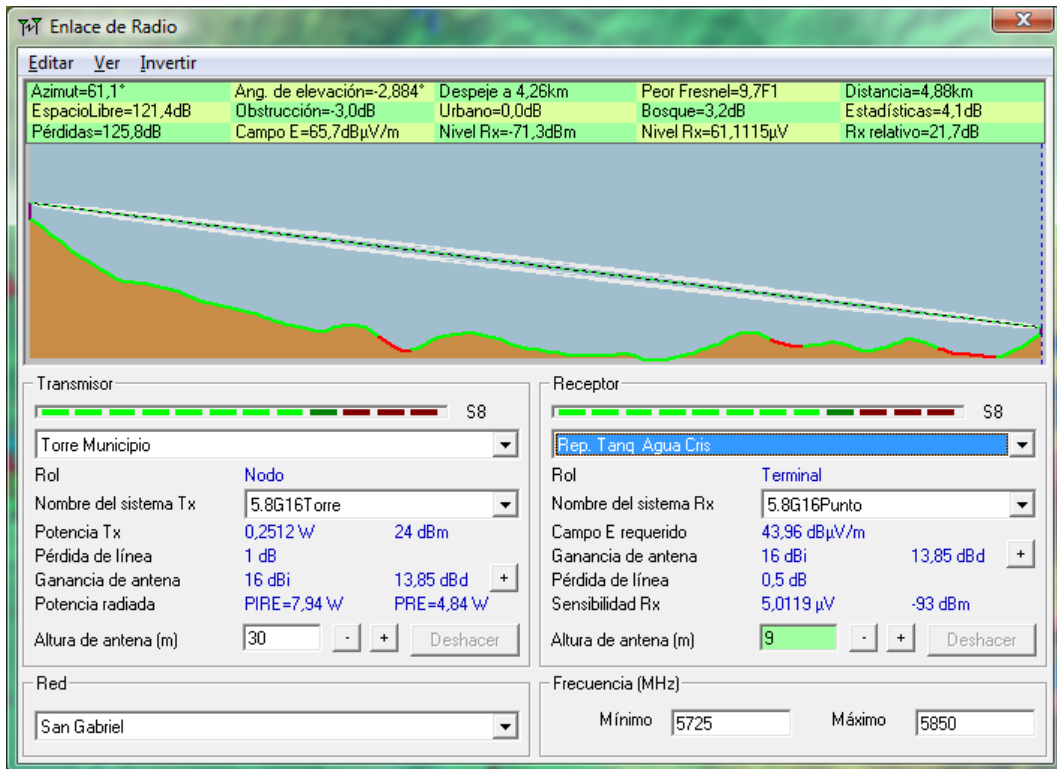 Enlace de Radio
Editar Ver Invertir
Azimut=61,1° Ang. de elevación=-2,884° Despeje a 4,26km Peor Fresnel=9,7F1 Distancia=4,88km
EspacioLibre=121,4dB Obstrucción=-3,0dB Urbano=0,0dB Bosque=3,2dB Estadísticas=4,1dB
Pérdidas=125,8dB Campo E=65,7dBμV/m Nivel Rx=-71,3dBm Nivel Rx=61,1115μV Rx relativo=21,7dB
Transmisor
S8
Torre Municipio
Rol Nodo
Nombre del sistema Tx 5.8G16Torre
Potencia Tx 0,2512 W 24 dBm
Pérdida de línea 1 dB
Ganancia de antena 16 dBi 13,85 dBd +
Potencia radiada PIRE=7,94 W PRE=4,84 W
Altura de antena (m) 30 - + Deshacer
Receptor
S8
Rep. Tanq Agua Cris
Rol Terminal
Nombre del sistema Rx 5.8G16Punto
Campo E requerido 43,96 dBμV/m
Ganancia de antena 16 dBi 13,85 dBd +
Pérdida de línea 0,5 dB
Sensibilidad Rx 5,0119 μV -93 dBm
Altura de antena (m) 9 - + Deshacer
Red
San Gabriel
Frecuencia (MHz)
Mínimo 5725 Máximo 5850